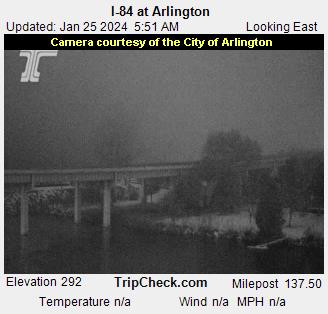 I-84 at Arlington
Updated: Jan 25 2024 5:51 AM Looking East
Camera courtesy of the City of Arlington
Elevation 292 TripCheck.com Milepost 137.50
Temperature n/a Wind n/a MPH n/a